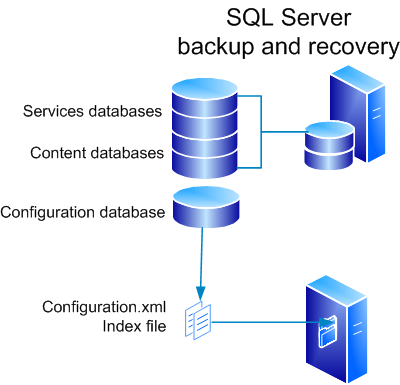 SQL Server
backup and recovery
Services databases
Content databases
Configuration database
Configuration.xml
Index file